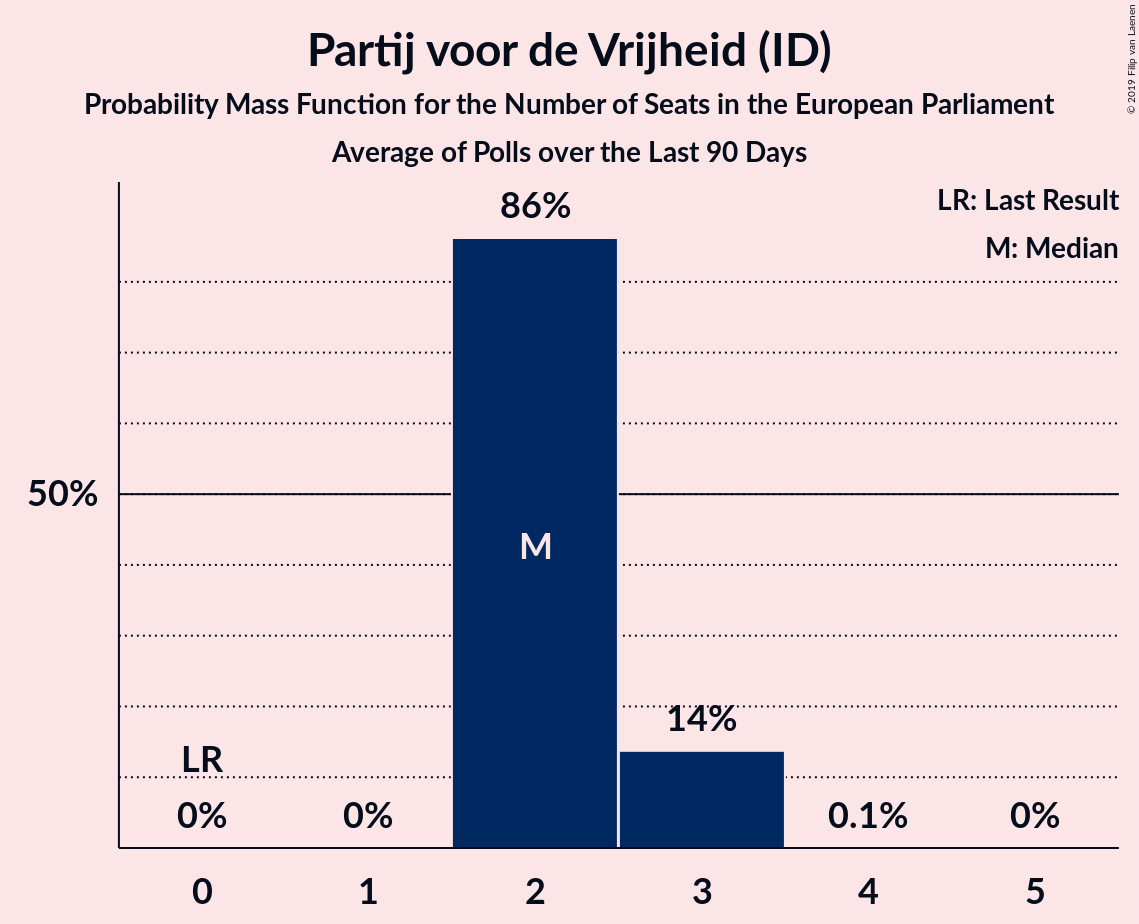 Partij voor de Vrijheid (ID)
Probability Mass Function for the Number of Seats in the European Parliament
Average of Polls over the Last 90 Days
© 2019 Filip van Laenen
LR: Last Result
M: Median
86%
50%
M
14%
LR
0%
0%
0.1%
0%
0
1
2
3
4
5